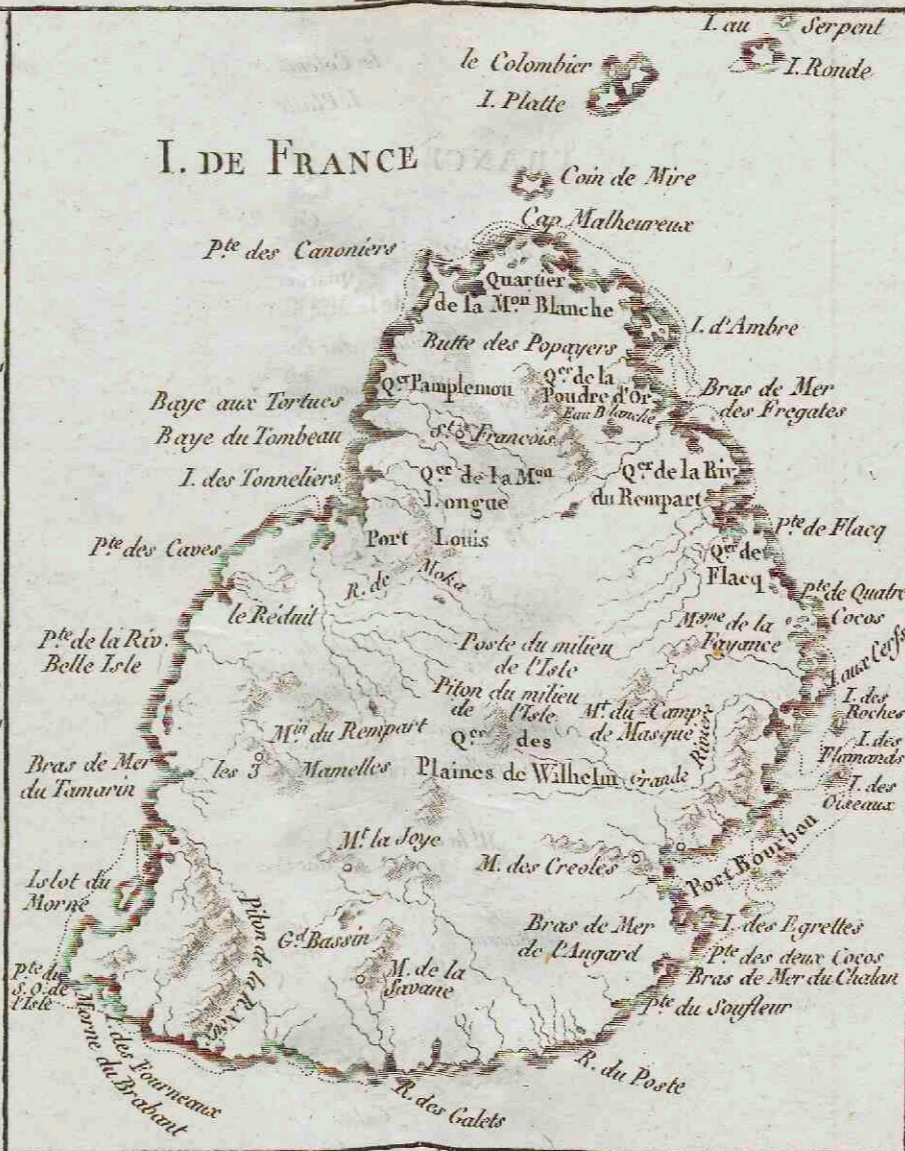 I. au Serpent
le Colombier
I. Ronde
I. Platte
I. DE FRANCE
Coin de Mire
Cap Malheureux
Pte des Canoniers
Quartier
de la Mon Blanche
I. d'Ambre
Butte des Popayers
Qer Pamplemou
Qer de la
Poudre d'Or
Eau Blanche
Bras de Mer
des Fregates
Baye aux Tortues
Baye du Tombeau
St. Francois
I. des Tonneliers
Qer de la Mon
Longue
Qer de la Riv.
du Rempart
Port Louis
Pte de Flacq
Pte des Caves
Qer de
Flacq
R. de Moka
le Réduit
Pte de Quatre
Cocos
Pte de la Riv.
Belle Isle
Poste du milieu
de l'Isle
Msme de la
Fayance
I. aux Cerfs
Piton du milieu
de l'Isle
I. des
Roches
Min du Rempart
Mt. du Camp
de Masque
Qer des
Plaines de Wilhelm
Grande Riviere
I. des
Flamands
Bras de Mer
du Tamarin
les 3 Mamelles
I. des
Oiseaux
Mt. la Joye
M. des Creoles
Port Bourbon
Islot du
Morne
Piton de la R. Nre
Gd Bassin
Bras de Mer
de l'Angard
I. des Egrettes
Pte des deux Cocos
M. de la
Savane
Bras de Mer du Chalan
Pte du
S.O. de
l'Isle
Pte du Soufleur
Morne du Brabant
I. des Fourneaux
R. des Galets
R. du Poste